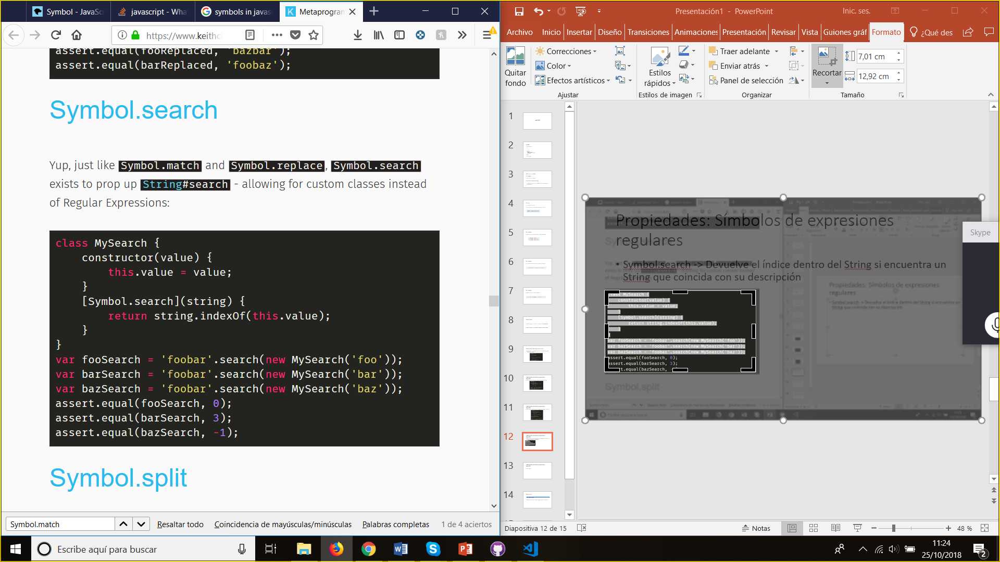 Symbol - JavaSc
javascript - Wha
symbols in javas
Metaprogram
https://www.keithci
assert.equal(fooReplaced, 'bazbar');
assert.equal(barReplaced, 'foobaz');
Symbol.search
Yup, just like Symbol.match and Symbol.replace, Symbol.search
exists to prop up String#search - allowing for custom classes instead
of Regular Expressions:
class MySearch {
constructor(value) {
this.value = value;
}
[Symbol.search](string) {
return string.indexOf(this.value);
}
}
var fooSearch = 'foobar'.search(new MySearch('foo'));
var barSearch = 'foobar'.search(new MySearch('bar'));
var bazSearch = 'foobar'.search(new MySearch('baz'));
assert.equal(fooSearch, 0);
assert.equal(barSearch, 3);
assert.equal(bazSearch, -1);
Symbol.split
Symbol.match
Resaltar todo
Coincidencia de mayúsculas/minúsculas
Palabras completas
1 de 4 aciertos
Presentación1 - PowerPoint
Inic. ses.
Archivo Inicio Insertar Diseño Transiciones Animaciones Presentación Revisar Vista Guiones gráf Formato ¿Qué des
Quitar
fondo
Correcciones
Color
Efectos artísticos
Ajustar
Estilos
rápidos
Estilos de imagen
Traer adelante
Enviar atrás
Panel de selección
Organizar
Recortar
7,01 cm
12,92 cm
Tamaño
1
2
3
4
5
6
7
8
9
10
11
12
13
14
Propiedades: Símbolos de expresiones
regulares
• Symbol.search -> Devuelve el índice dentro del String si encuentra un
String que coincida con su descripción
class MySearch {
constructor(value) {
this.value = value;
}
[Symbol.search](string) {
return string.indexOf(this.value);
}
var fooSearch = 'foobar'.search(new MySearch('foo'));
var barSearch = 'foobar'.search(new MySearch('bar'));
var bazSearch = 'foobar'.search(new MySearch('baz'));
assert.equal(fooSearch, 0);
assert.equal(barSearch, 3);
Symbol.split
Propiedades: Símbolos de expresiones
regulares
Skype
Diapositiva 12 de 15
Notas
48 %
Escribe aquí para buscar
11:24
25/10/2018
2